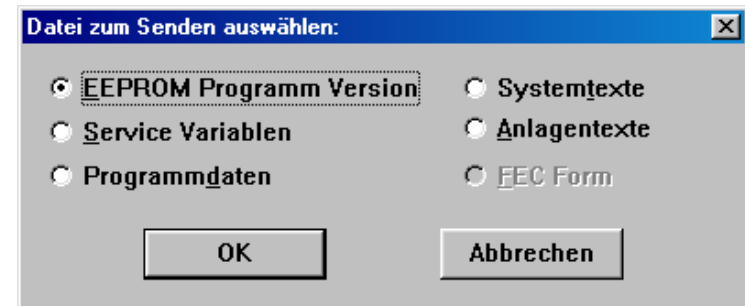 Datei zum Senden auswählen:
EEPROM Programm Version
Systemtexte
Service Variablen
Anlagentexte
Programmdaten
FEC Form
OK
Abbrechen